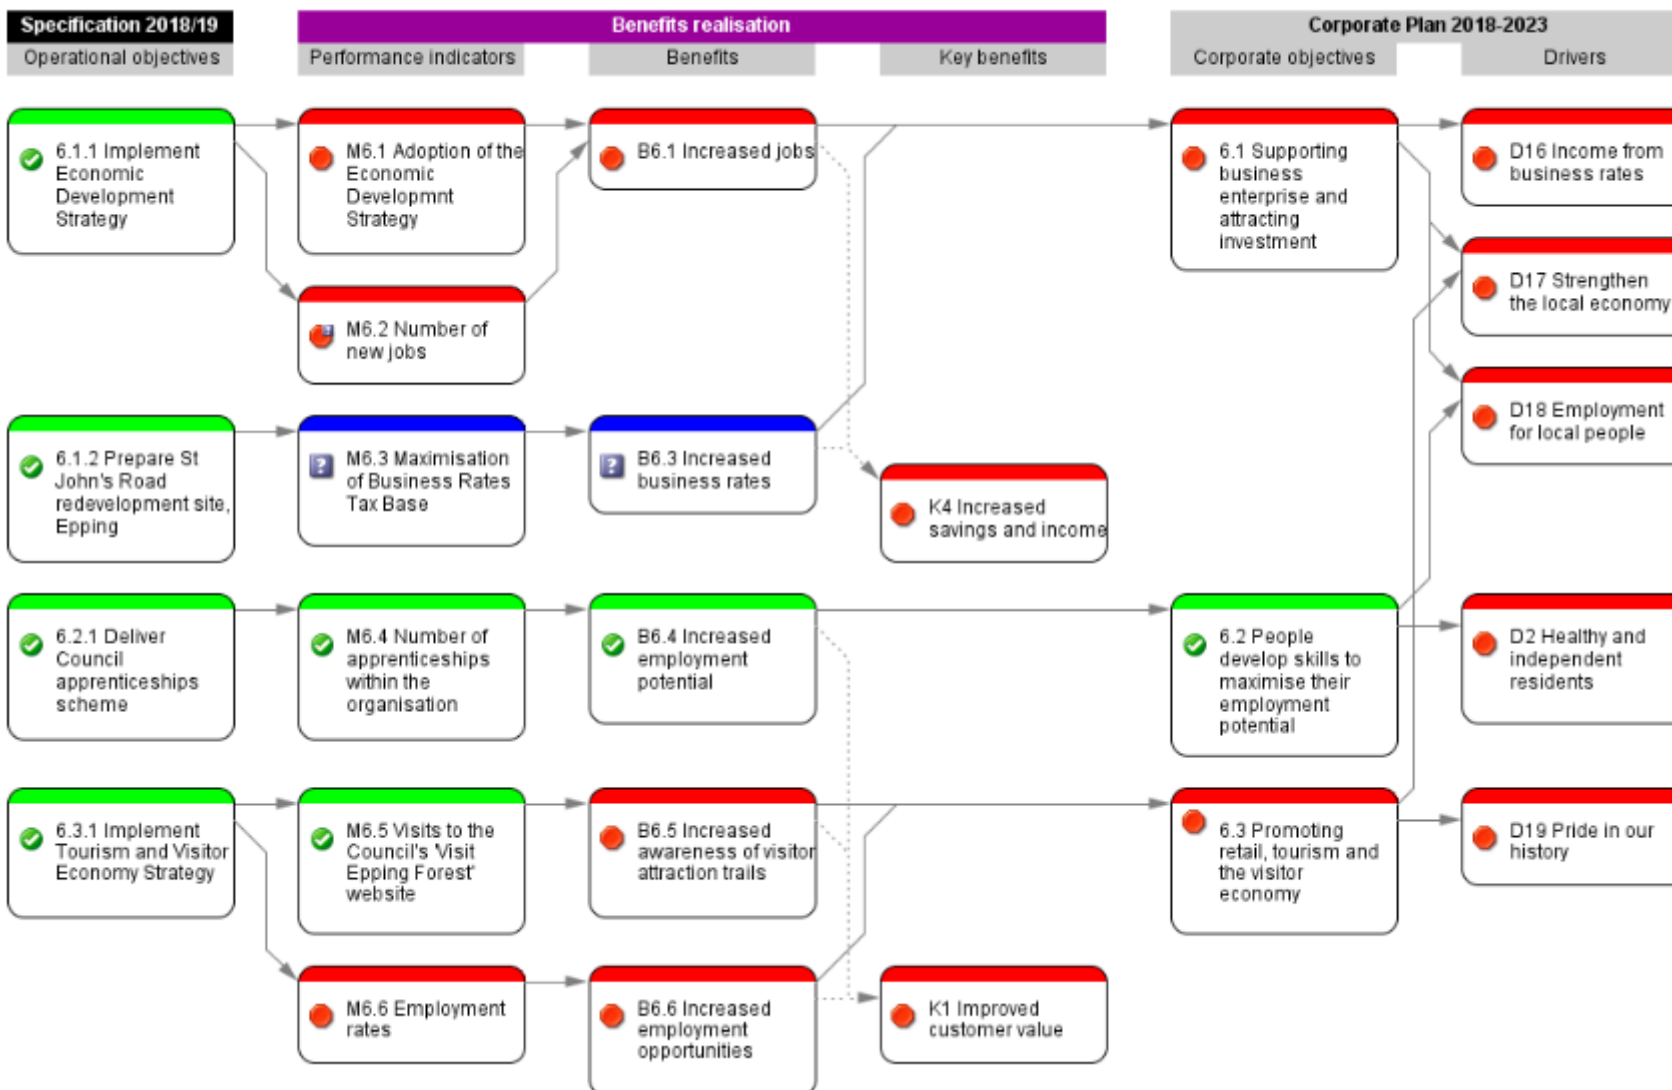 Specification 2018/19
Benefits realisation
Corporate Plan 2018-2023
Operational objectives
Performance indicators
Benefits
Key benefits
Corporate objectives
Drivers
6.1.1 Implement
Economic
Development
Strategy
M6.1 Adoption of the
Economic
Developmnt
Strategy
B6.1 Increased jobs
6.1 Supporting
business
enterprise and
attracting
investment
D16 Income from
business rates
D17 Strengthen
the local economy
M6.2 Number of
new jobs
D18 Employment
for local people
6.1.2 Prepare St
John's Road
redevelopment site,
Epping
M6.3 Maximisation
of Business Rates
Tax Base
B6.3 Increased
business rates
K4 Increased
savings and income
6.2.1 Deliver
Council
apprenticeships
scheme
M6.4 Number of
apprenticeships
within the
organisation
B6.4 Increased
employment
potential
6.2 People
develop skills to
maximise their
employment
potential
D2 Healthy and
independent
residents
6.3.1 Implement
Tourism and Visitor
Economy Strategy
M6.5 Visits to the
Council's 'Visit
Epping Forest'
website
B6.5 Increased
awareness of visitor
attraction trails
6.3 Promoting
retail, tourism and
the visitor
economy
D19 Pride in our
history
M6.6 Employment
rates
B6.6 Increased
employment
opportunities
K1 Improved
customer value